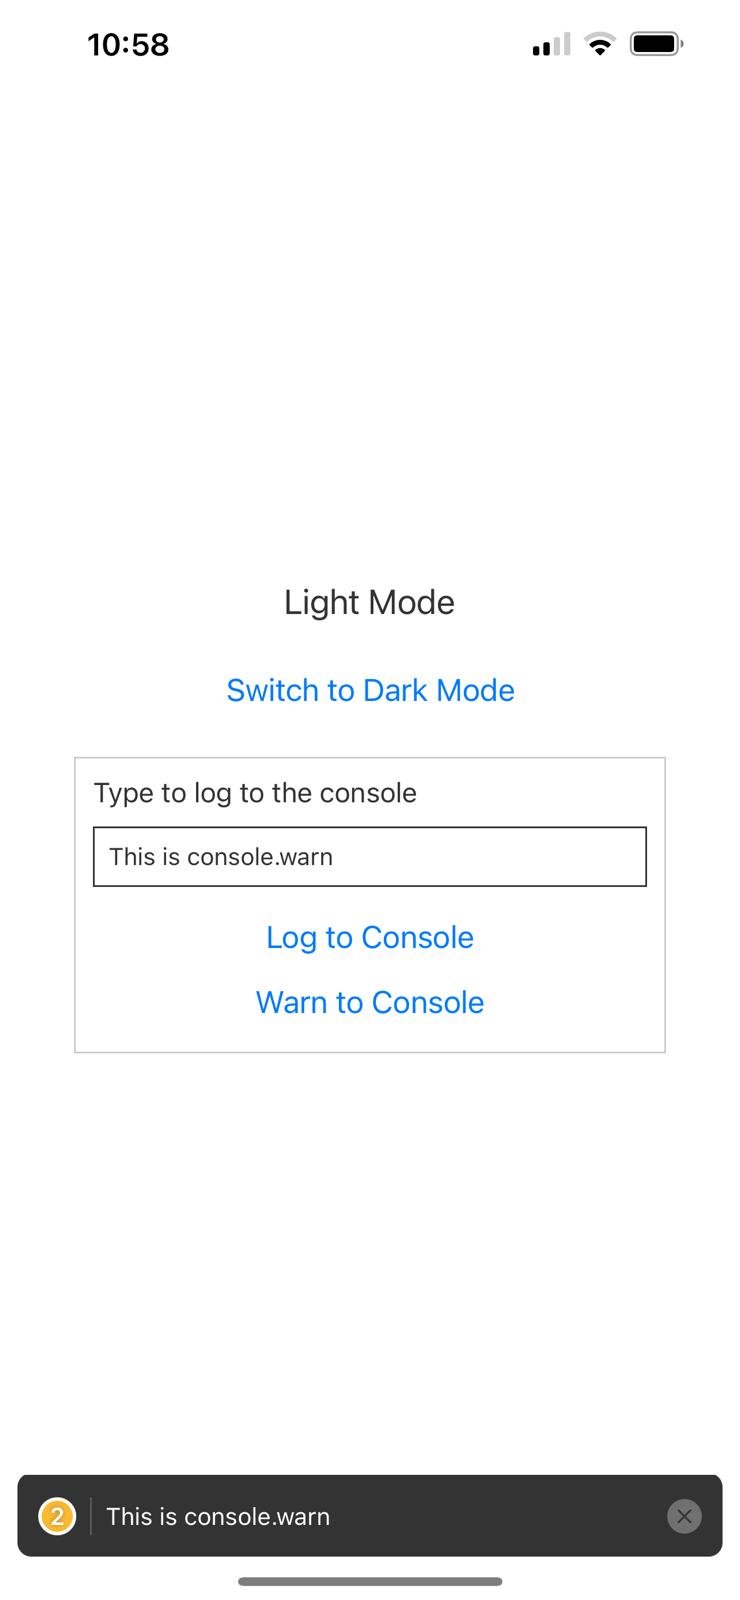 10:58
Light Mode
Switch to Dark Mode
Type to log to the console
This is console.warn
Log to Console
Warn to Console
2 This is console.warn